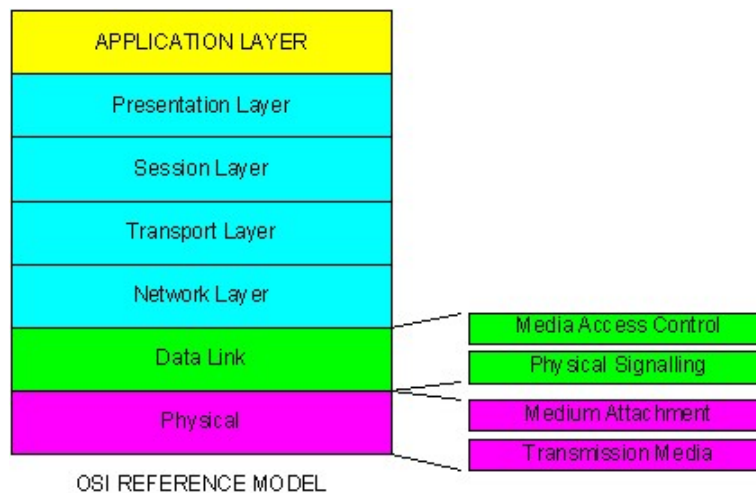 APPLICATION LAYER
Presentation Layer
Session Layer
Transport Layer
Network Layer
Data Link
Physical
Media Access Control
Physical Signalling
Medium Attachment
Transmission Media
OSI REFERENCE MODEL